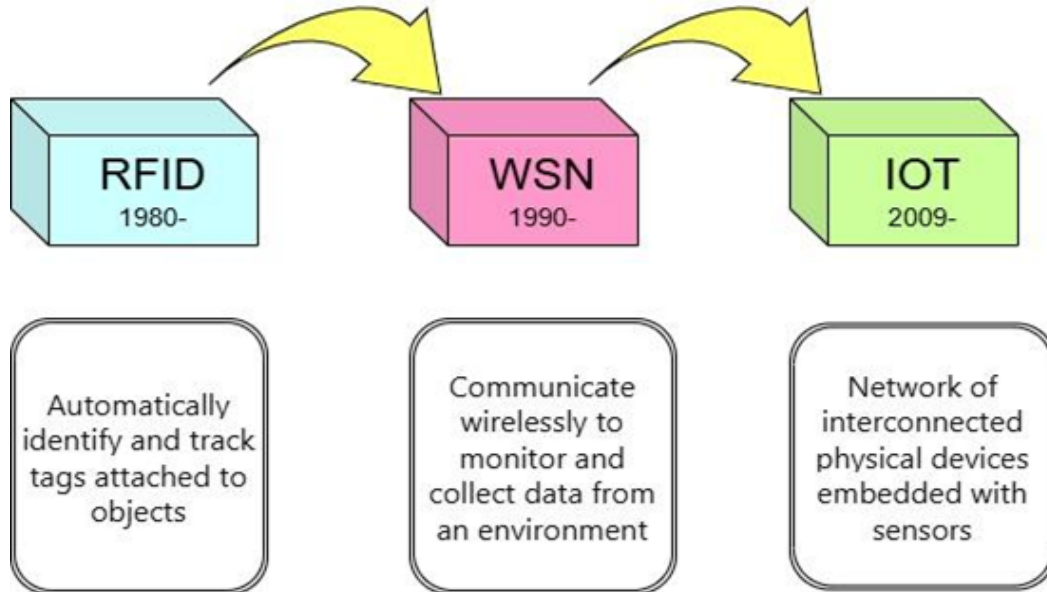 RFID
1980-
WSN
1990-
IOT
2009-
Automatically
identify and track
tags attached to
objects
Communicate
wirelessly to
monitor and
collect data from
an environment
Network of
interconnected
physical devices
embedded with
sensors